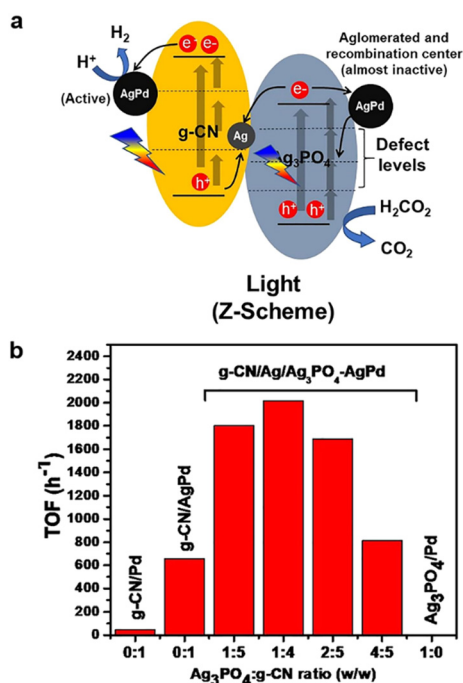 a
H₂
H⁺
e-
e-
AgPd
(Active)
g-CN
h⁺
Ag
Aglomerated and
recombination center
(almost inactive)
e-
AgPd
Ag₃PO₄
Defect
levels
h⁺
h⁺
H₂CO₂
CO₂
Light
(Z-Scheme)
b
TOF (h⁻¹)
2400
2200
2000
1800
1600
1400
1200
1000
800
600
400
200
0
g-CN/Ag/Ag₃PO₄-AgPd
g-CN/Pd
g-CN/AgPd
Ag₃PO₄/Pd
0:1 0:1 1:5 1:4 2:5 4:5 1:0
Ag₃PO₄:g-CN ratio (w/w)